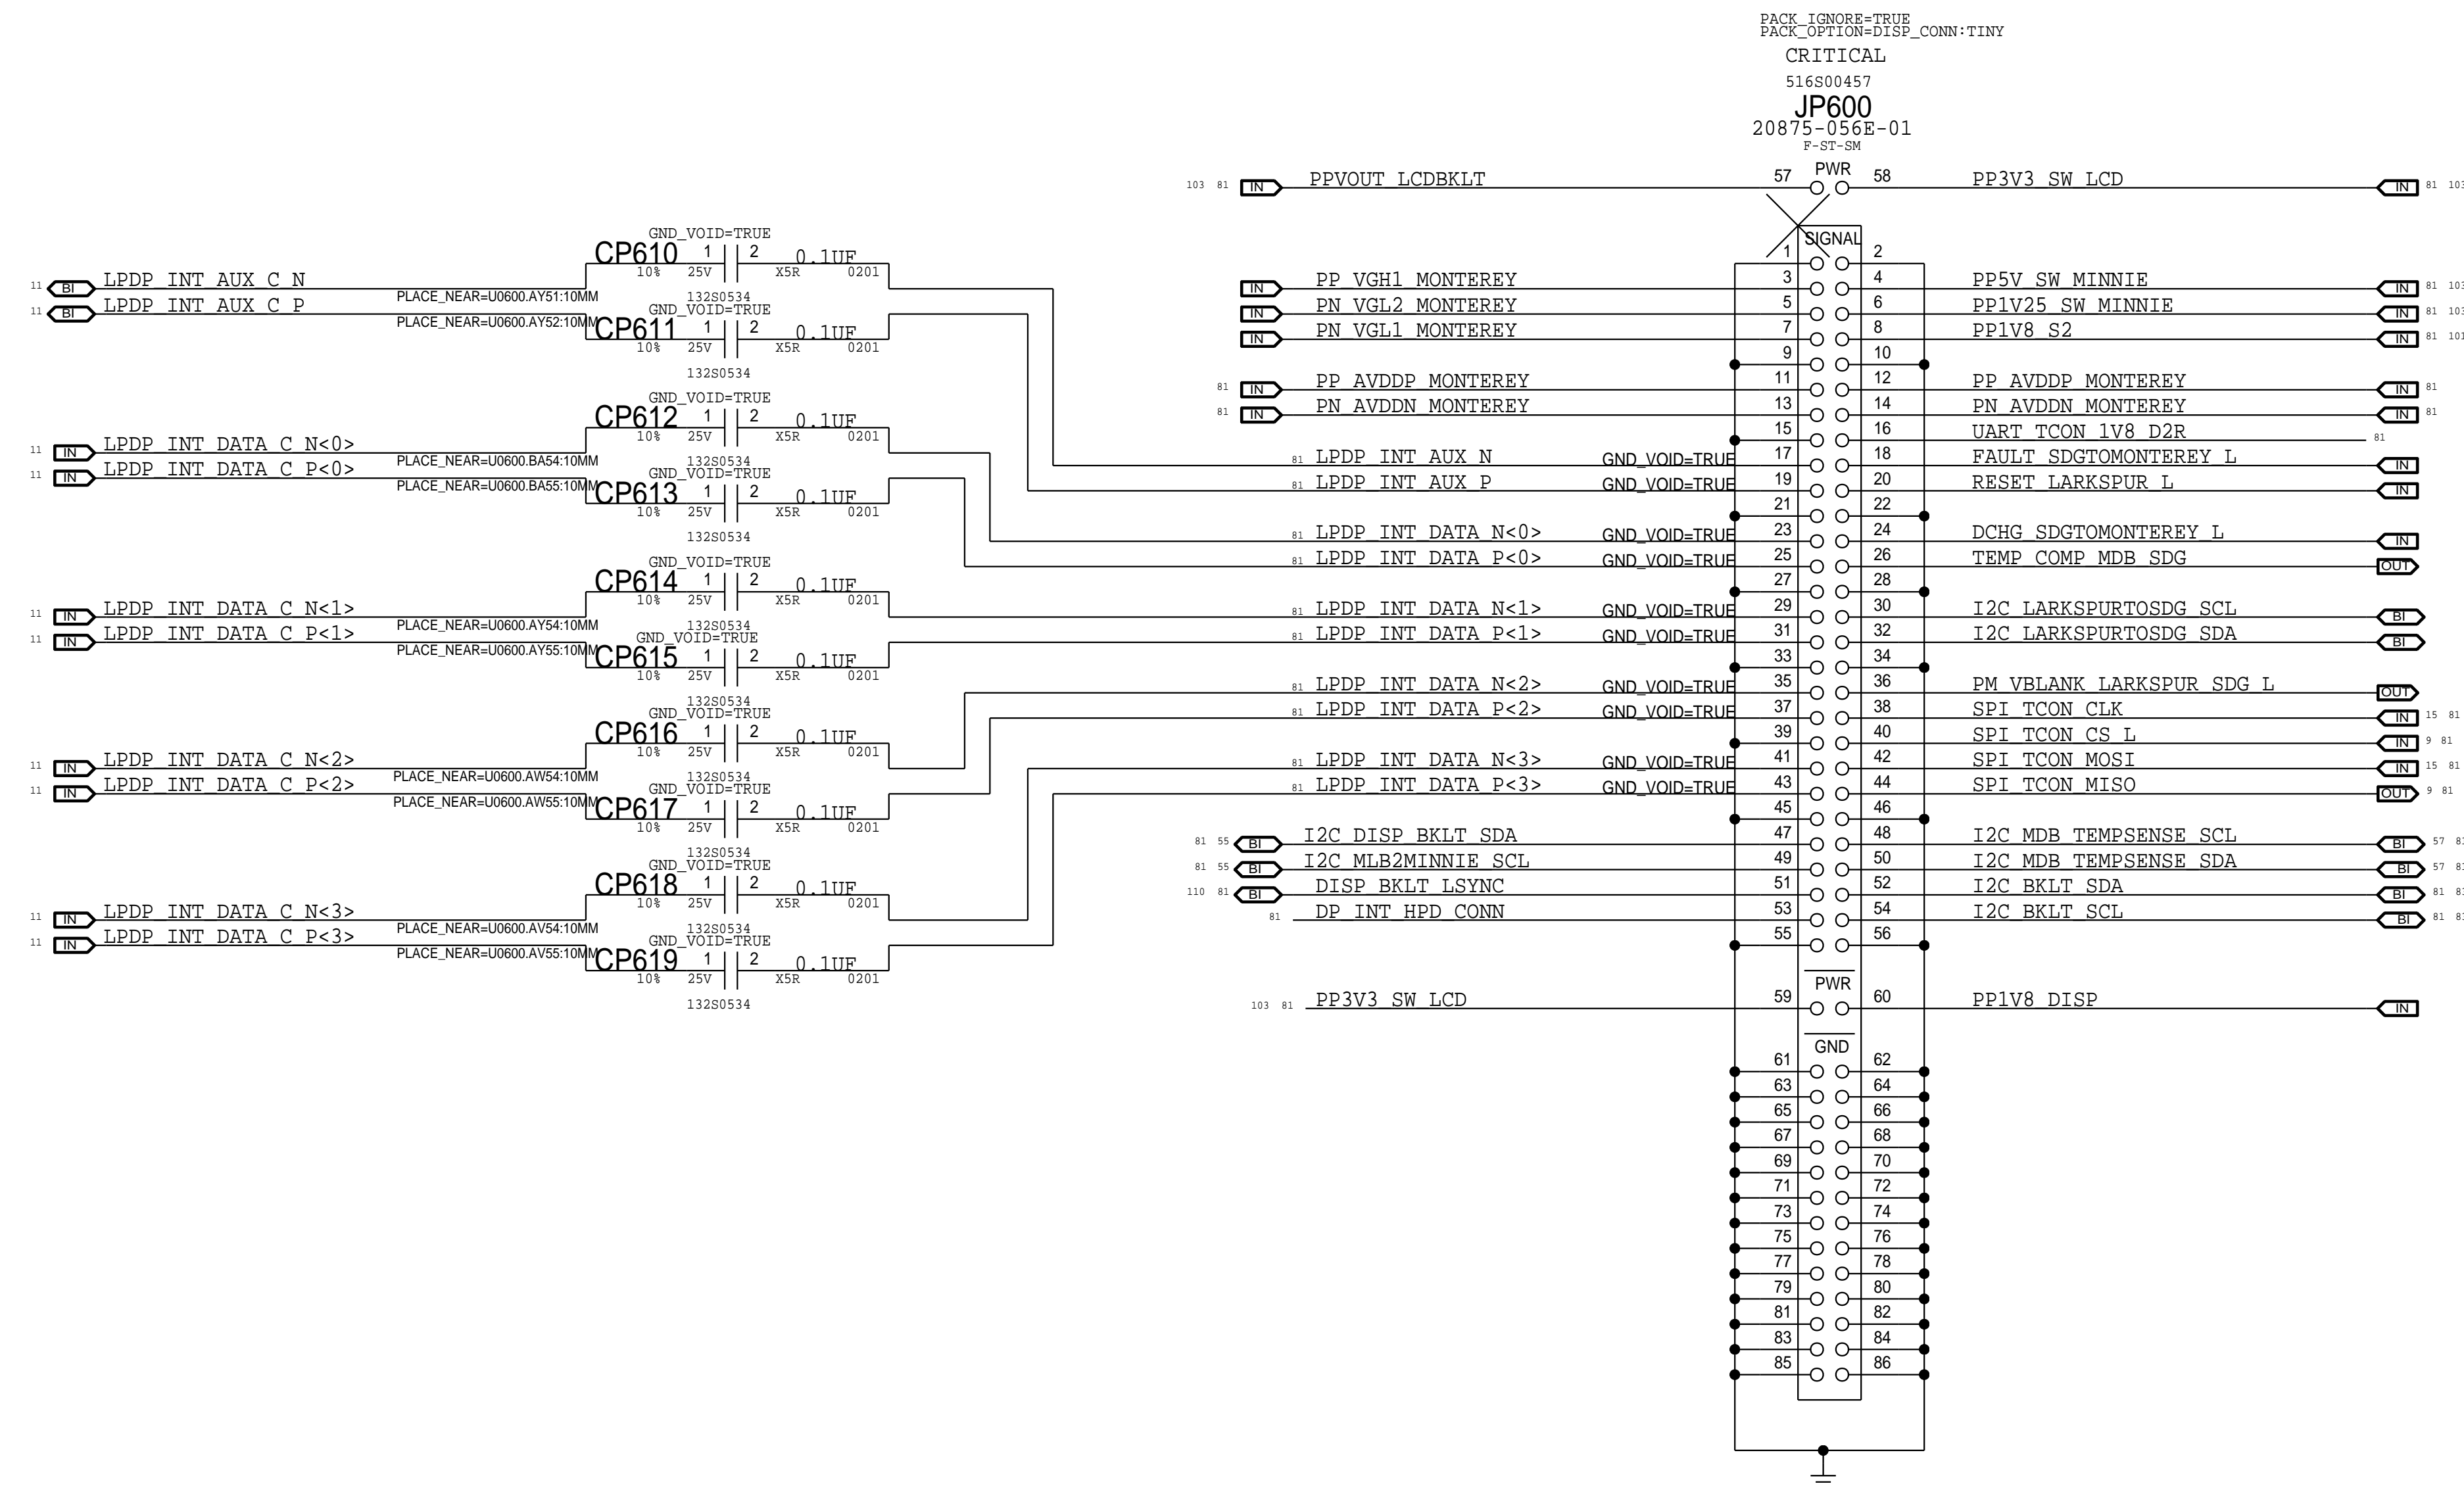 PACK_IGNORE=TRUE
PACK_OPTION=DISP_CONN:TINY
CRITICAL
516S00457
JP600
20875-056E-01
F-ST-SM
103 81 IN PPVOUT_LCDBKLT 57 PWR 58 PP3V3_SW_LCD IN 81
SIGNAL
1 2
IN PP_VGH1_MONTEREY 3 4 PP5V_SW_MINNIE IN 81
IN PN_VGL2_MONTEREY 5 6 PP1V25_SW_MINNIE IN 81
IN PN_VGL1_MONTEREY 7 8 PP1V8_S2 IN 81
9 10
81 IN PP_AVDDP_MONTEREY 11 12 PP_AVDDP_MONTEREY IN 81
81 IN PN_AVDDN_MONTEREY 13 14 PN_AVDDN_MONTEREY IN 81
15 16 UART_TCON_1V8_D2R 81
81 LPDP_INT_AUX_N GND_VOID=TRUE 17 18 FAULT_SDGTOMONTEREY_L IN
81 LPDP_INT_AUX_P GND_VOID=TRUE 19 20 RESET_LARKSPUR_L IN
21 22
81 LPDP_INT_DATA_N<0> GND_VOID=TRUE 23 24 DCHG_SDGTOMONTEREY_L IN
81 LPDP_INT_DATA_P<0> GND_VOID=TRUE 25 26 TEMP_COMP_MDB_SDG OUT
27 28
81 LPDP_INT_DATA_N<1> GND_VOID=TRUE 29 30 I2C_LARKSPURTOSDG_SCL BI
81 LPDP_INT_DATA_P<1> GND_VOID=TRUE 31 32 I2C_LARKSPURTOSDG_SDA BI
33 34
81 LPDP_INT_DATA_N<2> GND_VOID=TRUE 35 36 PM_VBLANK_LARKSPUR_SDG_L OUT
81 LPDP_INT_DATA_P<2> GND_VOID=TRUE 37 38 SPI_TCON_CLK IN 15 81
39 40 SPI_TCON_CS_L IN 9 81
81 LPDP_INT_DATA_N<3> GND_VOID=TRUE 41 42 SPI_TCON_MOSI IN 15 81
81 LPDP_INT_DATA_P<3> GND_VOID=TRUE 43 44 SPI_TCON_MISO OUT 9 81
45 46
81 55 BI I2C_DISP_BKLT_SDA 47 48 I2C_MDB_TEMPSENSE_SCL BI 57
81 55 BI I2C_MLB2MINNIE_SCL 49 50 I2C_MDB_TEMPSENSE_SDA BI 57
110 81 BI DISP_BKLT_LSYNC 51 52 I2C_BKLT_SDA BI 81
81 DP_INT_HPD_CONN 53 54 I2C_BKLT_SCL BI 81
55 56
PWR
103 81 PP3V3_SW_LCD 59 60 PP1V8_DISP IN
GND
61 62
63 64
65 66
67 68
69 70
71 72
73 74
75 76
77 78
79 80
81 82
83 84
85 86
GND_VOID=TRUE
CP610 1 2 0.1UF
10% 25V X5R 0201
11 BI LPDP_INT_AUX_C_N PLACE_NEAR=U0600.AY51:10MM 132S0534
11 BI LPDP_INT_AUX_C_P PLACE_NEAR=U0600.AY52:10MM
GND_VOID=TRUE
CP611 1 2 0.1UF
10% 25V X5R 0201
132S0534
GND_VOID=TRUE
CP612 1 2 0.1UF
10% 25V X5R 0201
11 IN LPDP_INT_DATA_C_N<0> PLACE_NEAR=U0600.BA54:10MM 132S0534
11 IN LPDP_INT_DATA_C_P<0> PLACE_NEAR=U0600.BA55:10MM
GND_VOID=TRUE
CP613 1 2 0.1UF
10% 25V X5R 0201
132S0534
GND_VOID=TRUE
CP614 1 2 0.1UF
10% 25V X5R 0201
11 IN LPDP_INT_DATA_C_N<1> PLACE_NEAR=U0600.AY54:10MM 132S0534
11 IN LPDP_INT_DATA_C_P<1> PLACE_NEAR=U0600.AY55:10MM
GND_VOID=TRUE
CP615 1 2 0.1UF
10% 25V X5R 0201
132S0534
GND_VOID=TRUE
CP616 1 2 0.1UF
10% 25V X5R 0201
11 IN LPDP_INT_DATA_C_N<2> PLACE_NEAR=U0600.AW54:10MM 132S0534
11 IN LPDP_INT_DATA_C_P<2> PLACE_NEAR=U0600.AW55:10MM
GND_VOID=TRUE
CP617 1 2 0.1UF
10% 25V X5R 0201
132S0534
GND_VOID=TRUE
CP618 1 2 0.1UF
10% 25V X5R 0201
11 IN LPDP_INT_DATA_C_N<3> PLACE_NEAR=U0600.AV54:10MM 132S0534
11 IN LPDP_INT_DATA_C_P<3> PLACE_NEAR=U0600.AV55:10MM
GND_VOID=TRUE
CP619 1 2 0.1UF
10% 25V X5R 0201
132S0534